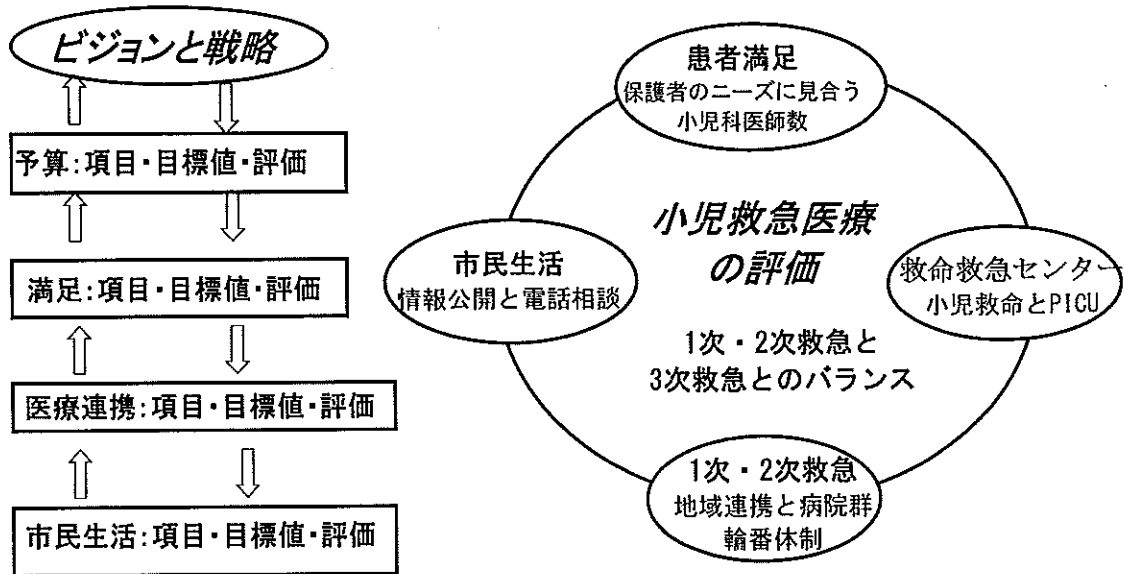 ビジョンと戦略
予算:項目・目標値・評価
満足:項目・目標値・評価
医療連携:項目・目標値・評価
市民生活:項目・目標値・評価
患者満足
保護者のニーズに見合う
小児科医師数
小児救急医療
の評価
市民生活
情報公開と電話相談
救命救急センター
小児救命とPICU
1次・2次救急と
3次救急とのバランス
1次・2次救急
地域連携と病院群
輪番体制